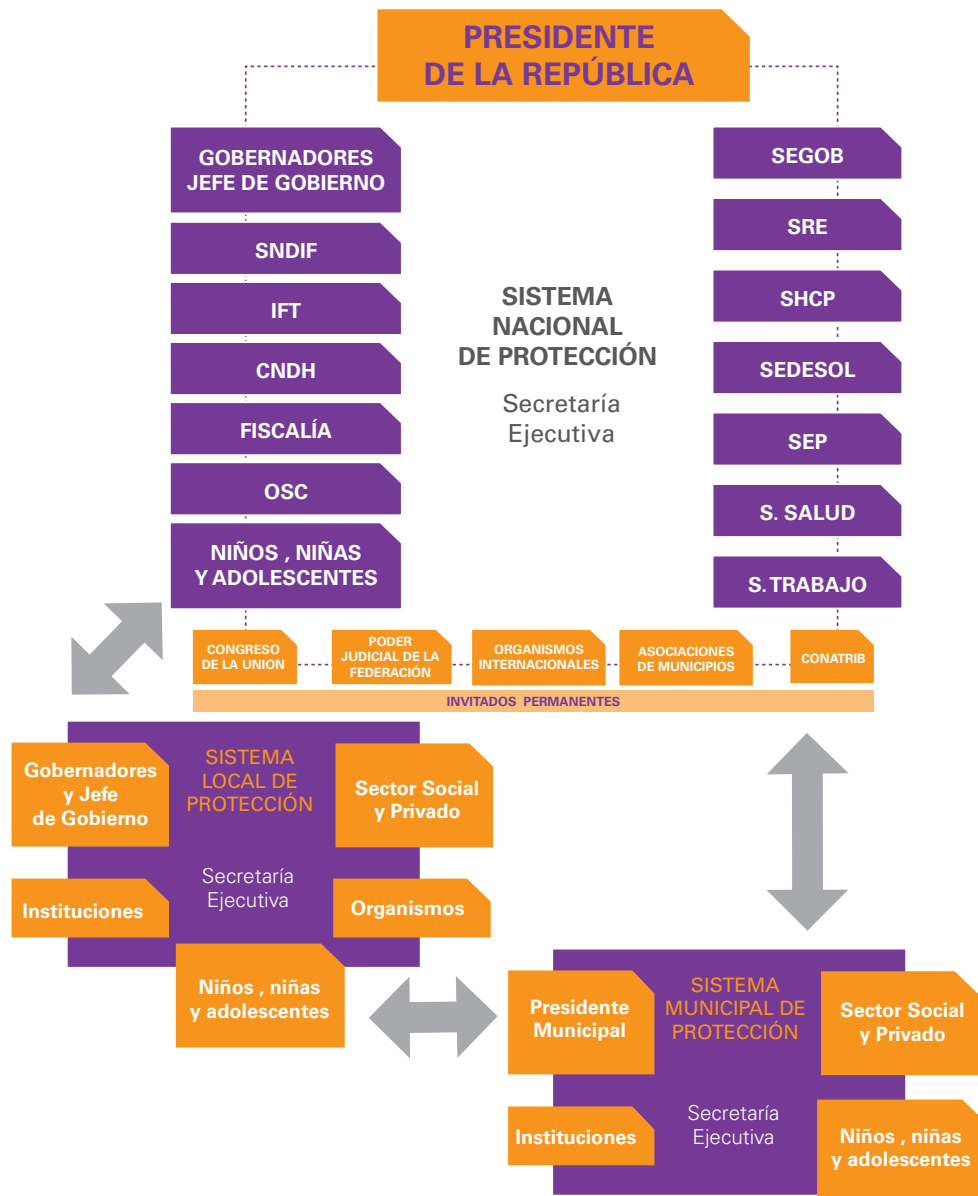 PRESIDENTE
DE LA REPÚBLICA
GOBERNADORES
JEFE DE GOBIERNO
SNDIF
IFT
CNDH
FISCALÍA
OSC
NIÑOS , NIÑAS
Y ADOLESCENTES
SISTEMA
NACIONAL
DE PROTECCIÓN
Secretaría
Ejecutiva
SEGOB
SRE
SHCP
SEDESOL
SEP
S. SALUD
S. TRABAJO
CONGRESO
DE LA UNION
PODER
JUDICIAL DE LA
FEDERACIÓN
ORGANISMOS
INTERNACIONALES
ASOCIACIONES
DE MUNICIPIOS
CONATRIB
INVITADOS PERMANENTES
Gobernadores
y Jefe
de Gobierno
SISTEMA
LOCAL DE
PROTECCIÓN
Sector Social
y Privado
Instituciones
Secretaría
Ejecutiva
Organismos
Niños , niñas
y adolescentes
Presidente
Municipal
SISTEMA
MUNICIPAL DE
PROTECCIÓN
Sector Social
y Privado
Instituciones
Secretaría
Ejecutiva
Niños , niñas
y adolescentes